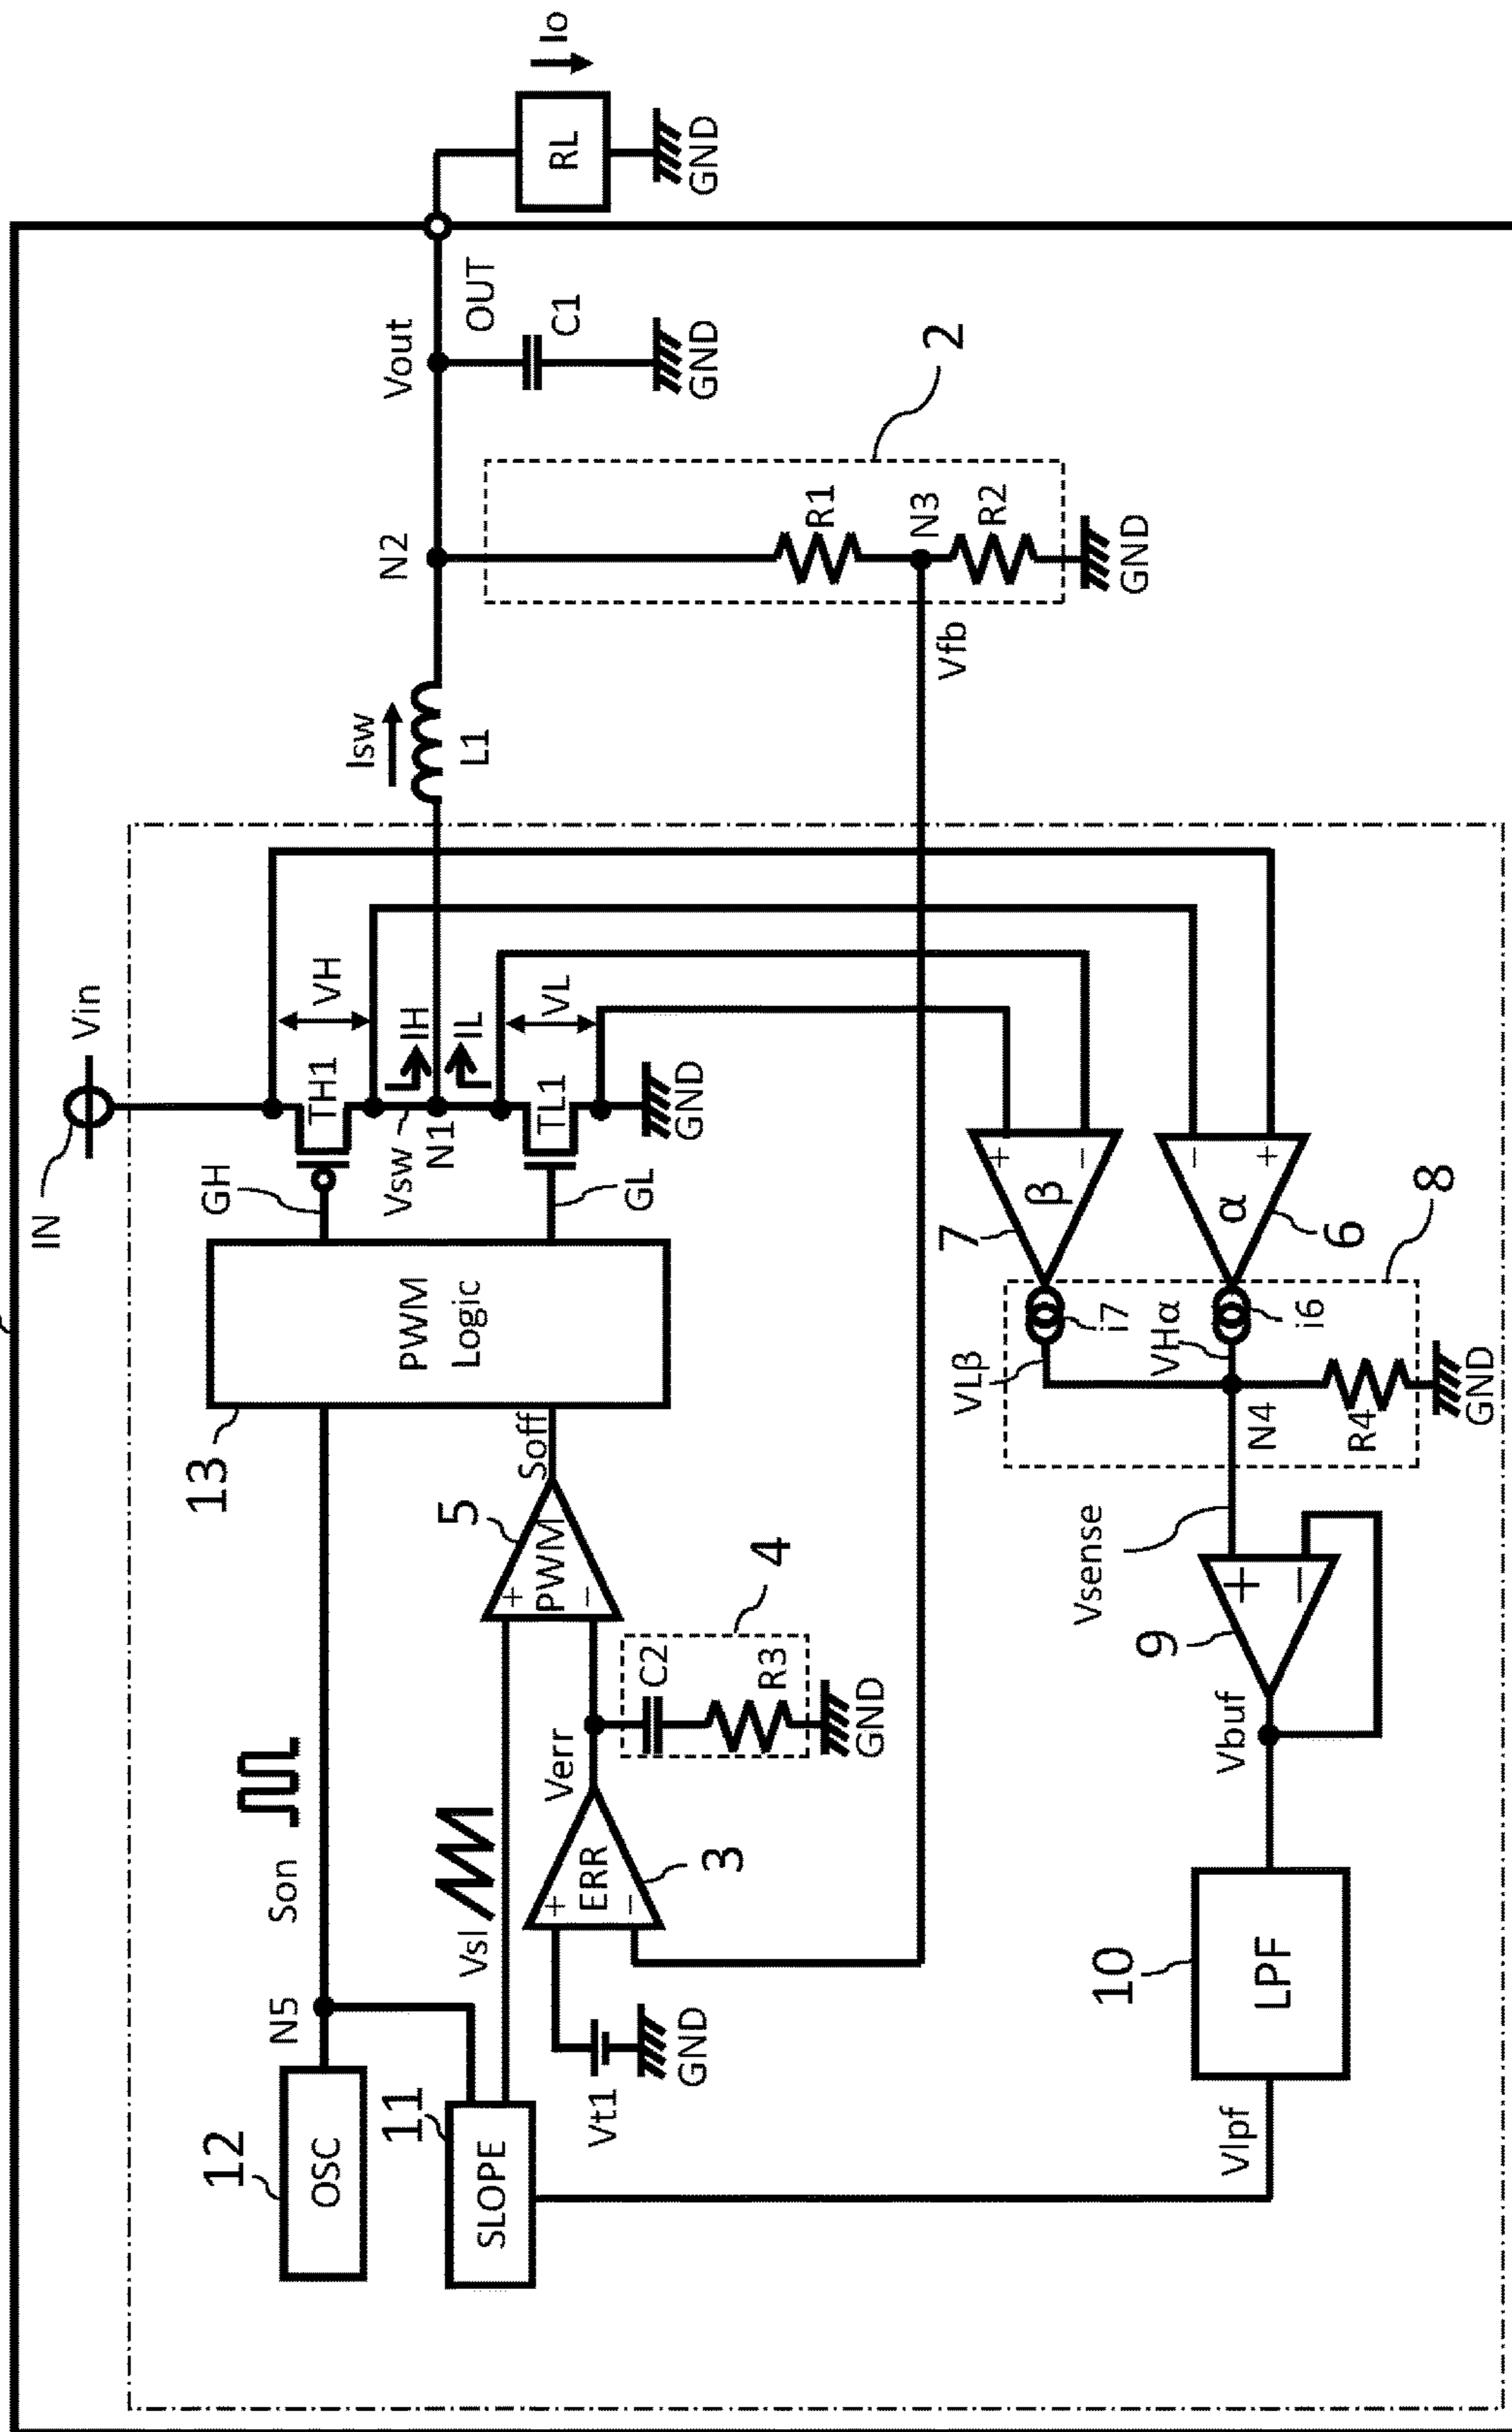 IN
Vin
VH
TH1
GH
IH
Vsw
N1
IL
VL
TL1
GL
GND
Isw
L1
N2
Vout
OUT
C1
GND
RL
Io
GND
2
R1
N3
R2
GND
Vfb
12
OSC
N5
Son
13
PWM
Logic
11
SLOPE
Vsl
Vt1
GND
+
ERR
−
3
Verr
4
C2
R3
GND
+
PWM
−
5
Soff
7
+
β
−
−
α
+
6
8
i7
VLβ
i6
VHα
N4
R4
GND
Vsense
9
+
−
Vbuf
10
LPF
Vlpf